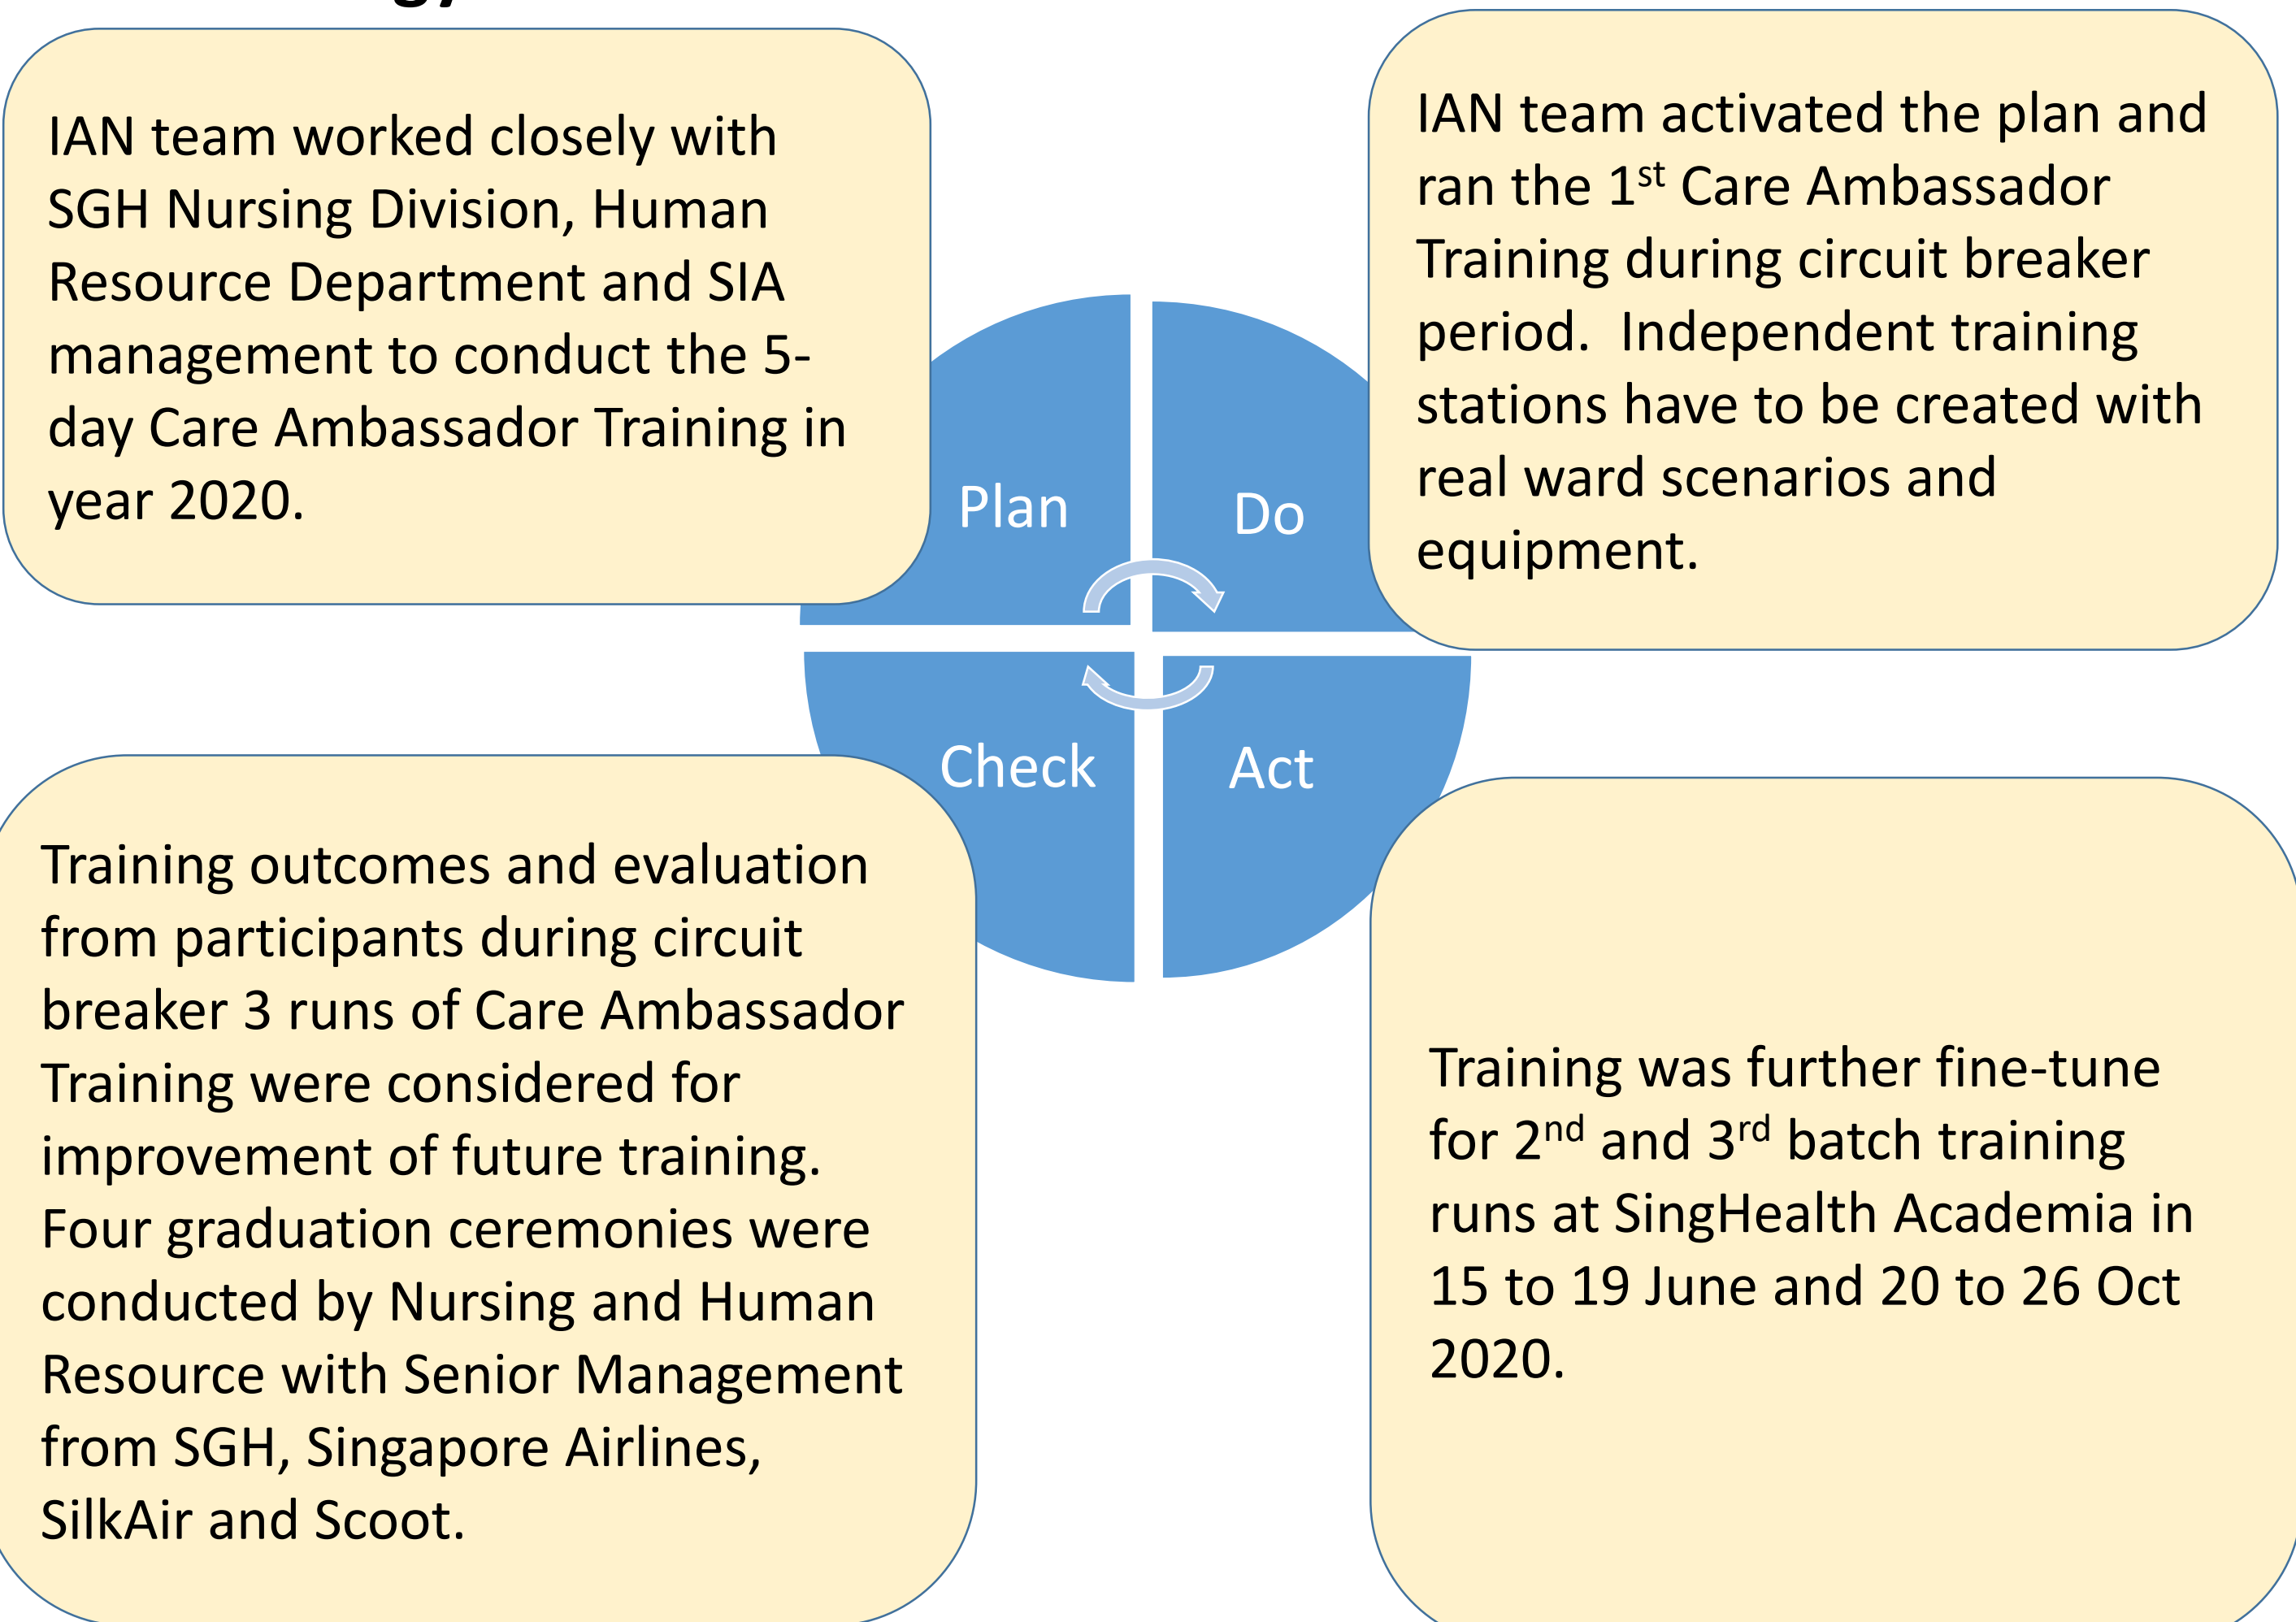 IAN team worked closely with
SGH Nursing Division, Human
Resource Department and SIA
management to conduct the 5-
day Care Ambassador Training in
year 2020.
IAN team activated the plan and
ran the 1st Care Ambassador
Training during circuit breaker
period.  Independent training
stations have to be created with
real ward scenarios and
equipment.
Plan
Do
Check
Act
Training outcomes and evaluation
from participants during circuit
breaker 3 runs of Care Ambassador
Training were considered for
improvement of future training.
Four graduation ceremonies were
conducted by Nursing and Human
Resource with Senior Management
from SGH, Singapore Airlines,
SilkAir and Scoot.
Training was further fine-tune
for 2nd and 3rd batch training
runs at SingHealth Academia in
15 to 19 June and 20 to 26 Oct
2020.